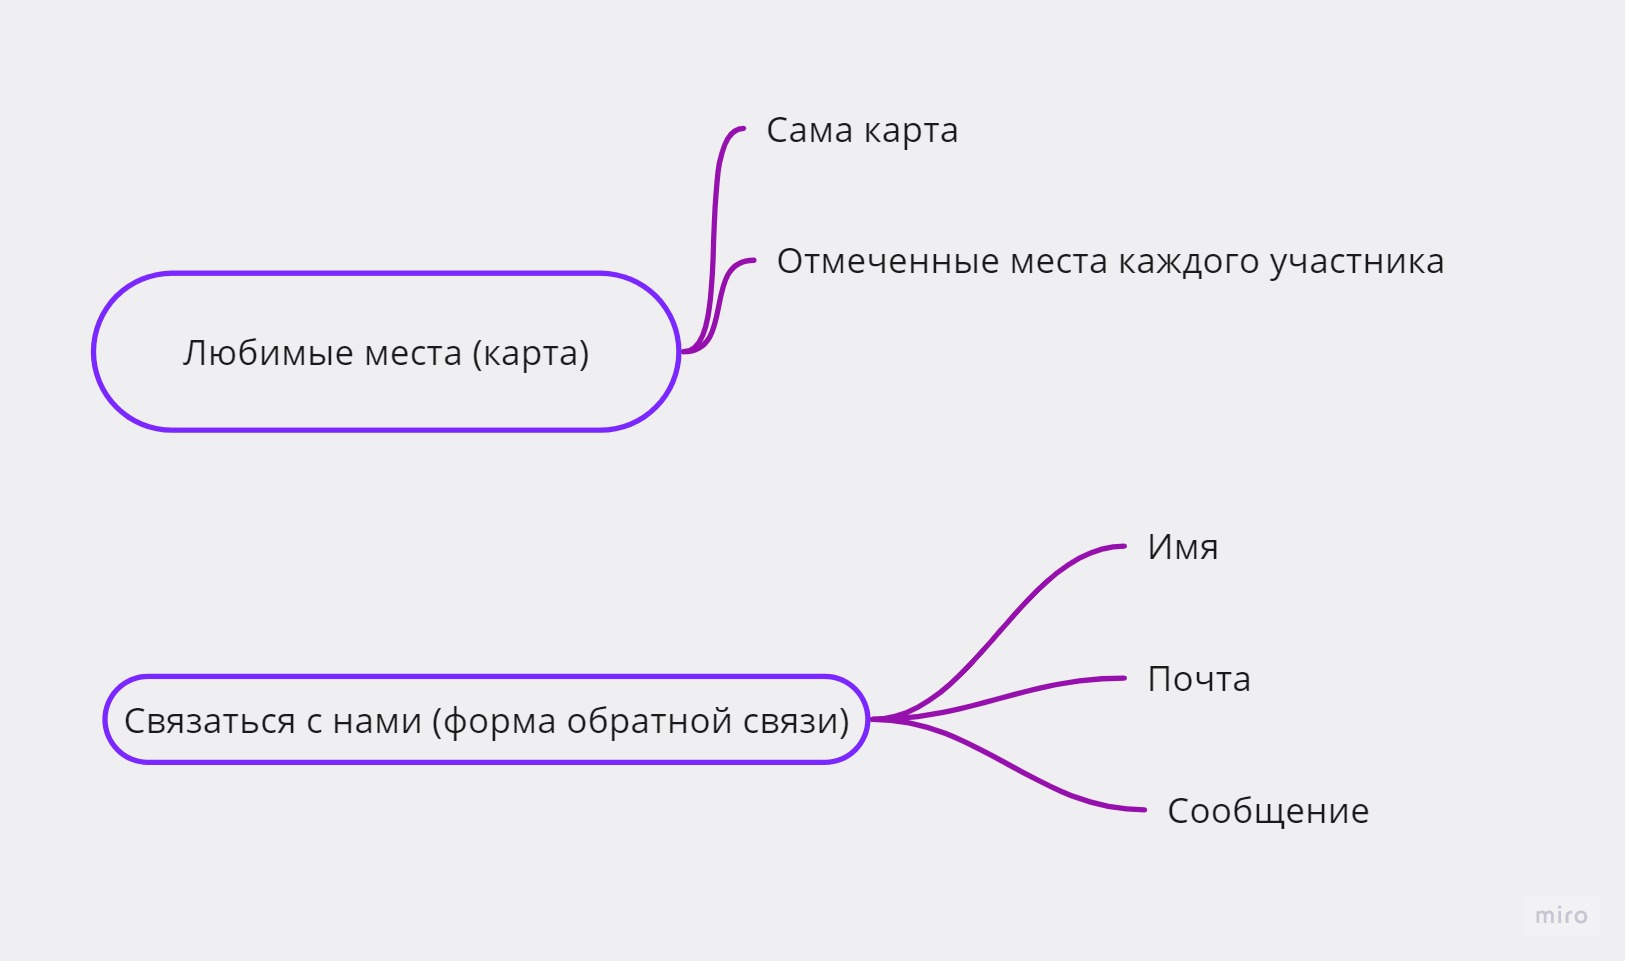 Сама карта
Отмеченные места каждого участника
Любимые места (карта)
Имя
Почта
Связаться с нами (форма обратной связи)
Сообщение
miro